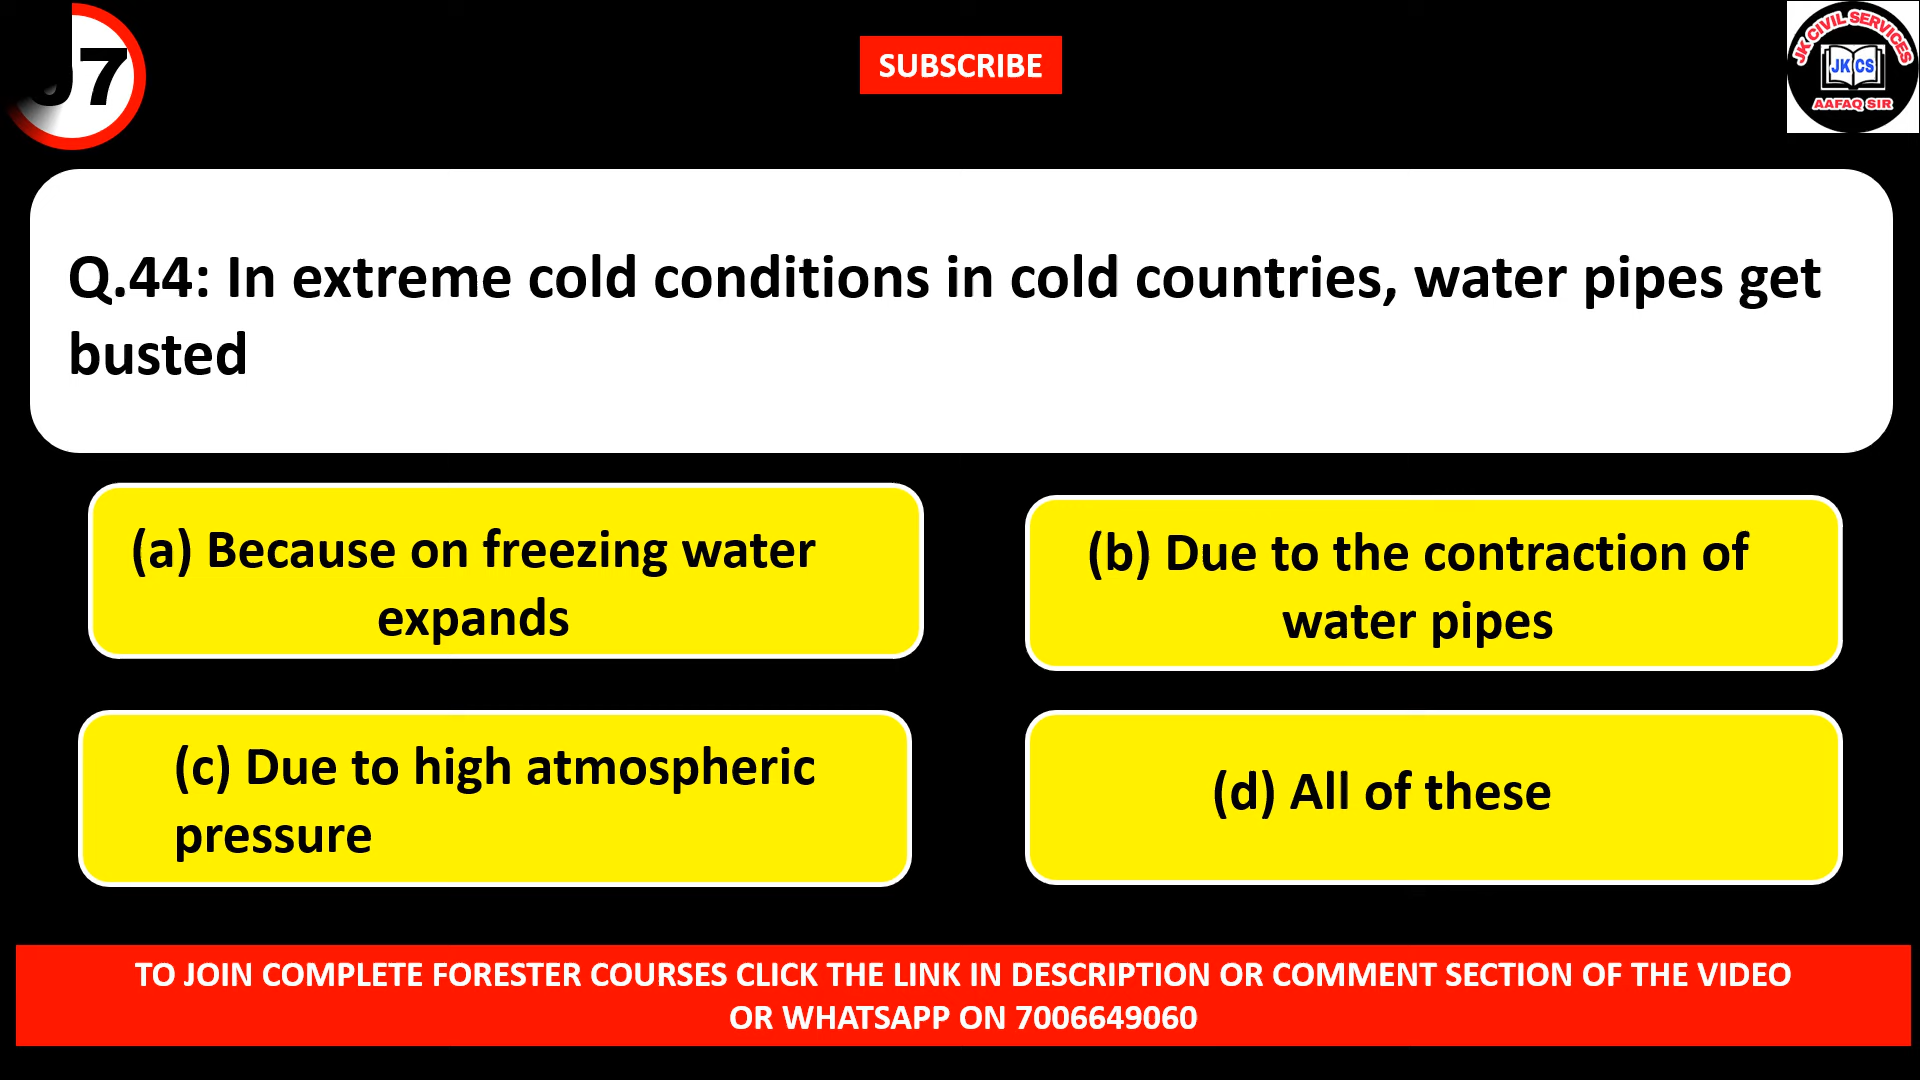 7
SUBSCRIBE
JK CIVIL SERVICES
JK CS
AAFAQ SIR
Q.44: In extreme cold conditions in cold countries, water pipes get
busted
(a) Because on freezing water
expands
(b) Due to the contraction of
water pipes
(c) Due to high atmospheric
pressure
(d) All of these
TO JOIN COMPLETE FORESTER COURSES CLICK THE LINK IN DESCRIPTION OR COMMENT SECTION OF THE VIDEO
OR WHATSAPP ON 7006649060